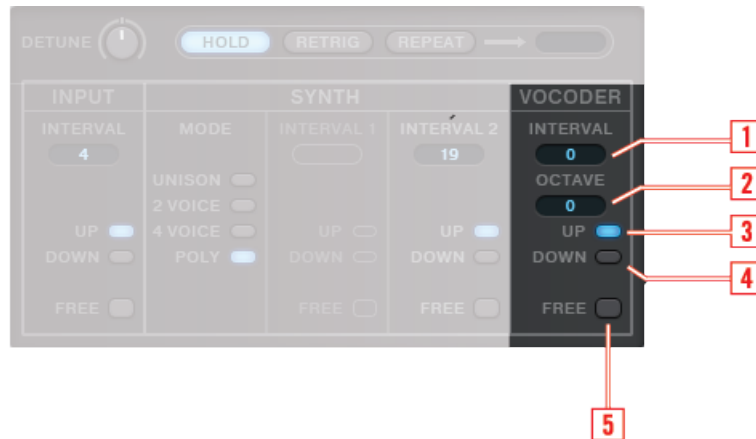 DETUNE HOLD RETRIG REPEAT
INPUT SYNTH VOCODER
INTERVAL MODE INTERVAL 1 INTERVAL 2 INTERVAL
4 19 0
OCTAVE
UNISON 0
2 VOICE
UP 4 VOICE UP UP UP
DOWN POLY DOWN DOWN DOWN
FREE FREE FREE FREE
1
2
3
4
5